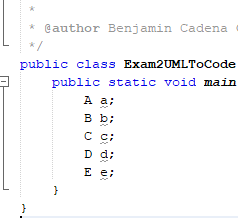 *
* @author Benjamin Cadena
*/
public class Exam2UMLToCode
public static void main
A a;
B b;
C c;
D d;
E e;
}
}